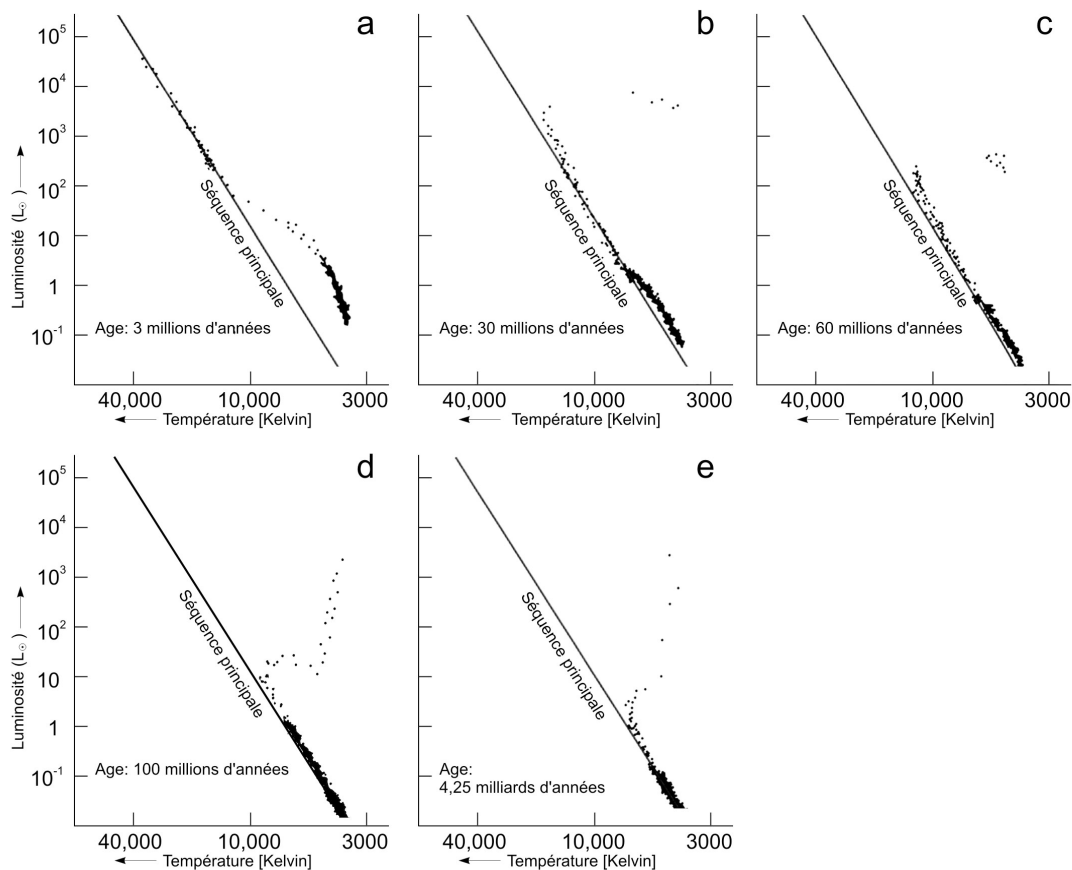 a
10⁵
10⁴
10³
10²
10
1
10⁻¹
Luminosité (L☉)
Séquence principale
Age: 3 millions d'années
40,000 10,000 3000
Température [Kelvin]
b
Séquence principale
Age: 30 millions d'années
40,000 10,000 3000
Température [Kelvin]
c
Séquence principale
Age: 60 millions d'années
40,000 10,000 3000
Température [Kelvin]
d
10⁵
10⁴
10³
10²
10
1
10⁻¹
Luminosité (L☉)
Séquence principale
Age: 100 millions d'années
40,000 10,000 3000
Température [Kelvin]
e
Séquence principale
Age:
4,25 milliards d'années
40,000 10,000 3000
Température [Kelvin]